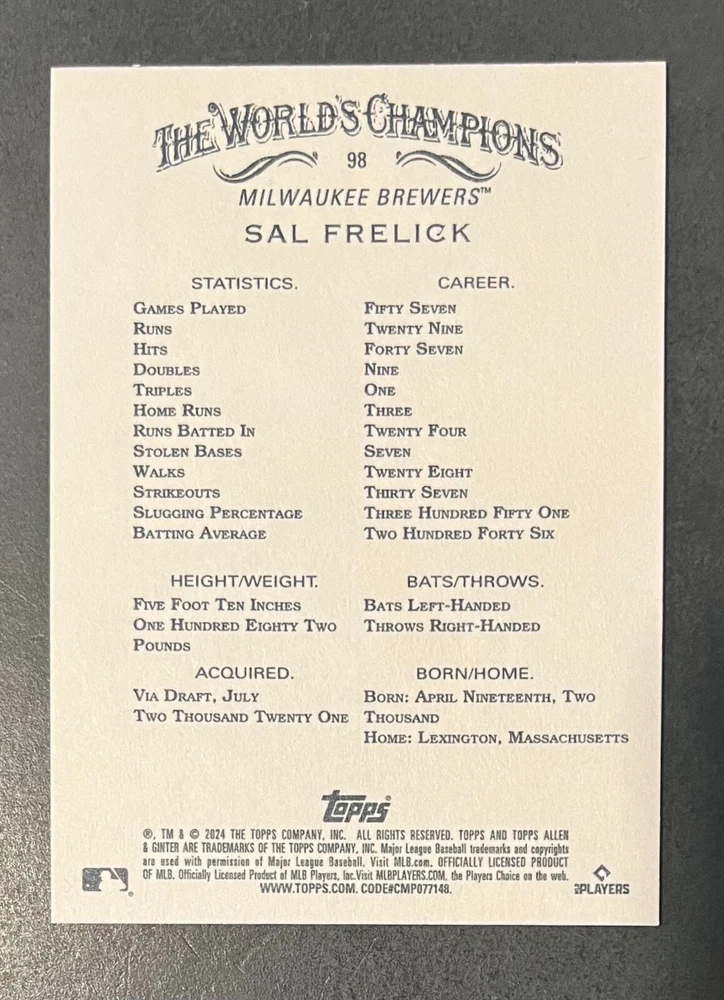 THE WORLD'S CHAMPIONS
98
MILWAUKEE BREWERS™
SAL FRELICK
STATISTICS. CAREER.
GAMES PLAYED FIFTY SEVEN
RUNS TWENTY NINE
HITS FORTY SEVEN
DOUBLES NINE
TRIPLES ONE
HOME RUNS THREE
RUNS BATTED IN TWENTY FOUR
STOLEN BASES SEVEN
WALKS TWENTY EIGHT
STRIKEOUTS THIRTY SEVEN
SLUGGING PERCENTAGE THREE HUNDRED FIFTY ONE
BATTING AVERAGE TWO HUNDRED FORTY SIX
HEIGHT/WEIGHT.
FIVE FOOT TEN INCHES
ONE HUNDRED EIGHTY TWO
POUNDS
BATS/THROWS.
BATS LEFT-HANDED
THROWS RIGHT-HANDED
ACQUIRED.
VIA DRAFT, JULY
TWO THOUSAND TWENTY ONE
BORN/HOME.
BORN: APRIL NINETEENTH, TWO
THOUSAND
HOME: LEXINGTON, MASSACHUSETTS
topps®
®, TM & © 2024 THE TOPPS COMPANY, INC. ALL RIGHTS RESERVED. TOPPS AND TOPPS ALLEN
& GINTER ARE TRADEMARKS OF THE TOPPS COMPANY, INC. Major League Baseball trademarks and copyrights
are used with permission of Major League Baseball. Visit MLB.com. OFFICIALLY LICENSED PRODUCT
OF MLB. Officially Licensed Product of MLB Players, Inc.Visit MLBPLAYERS.COM, the Players Choice on the web.
WWW.TOPPS.COM. CODE#CMP077148.
PLAYERS